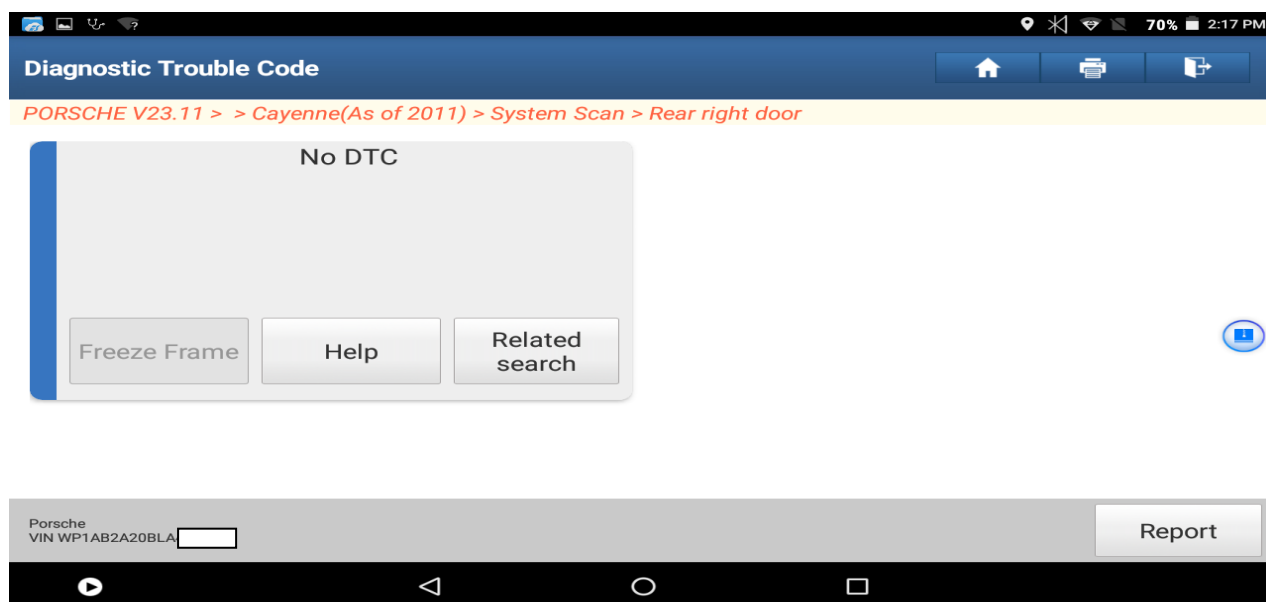 70% 2:17 PM
Diagnostic Trouble Code
PORSCHE V23.11 > > Cayenne(As of 2011) > System Scan > Rear right door
No DTC
Freeze Frame
Help
Related
search
Porsche
VIN WP1AB2A20BLA
Report